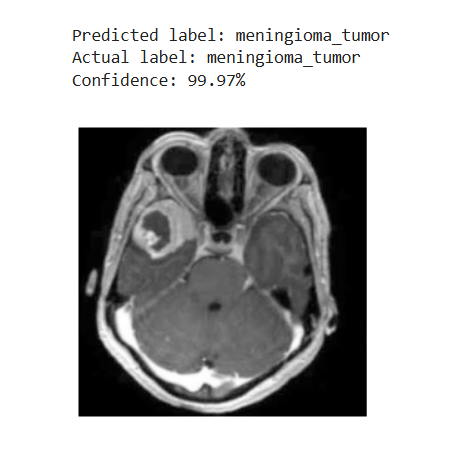 Predicted label: meningioma_tumor
Actual label: meningioma_tumor
Confidence: 99.97%